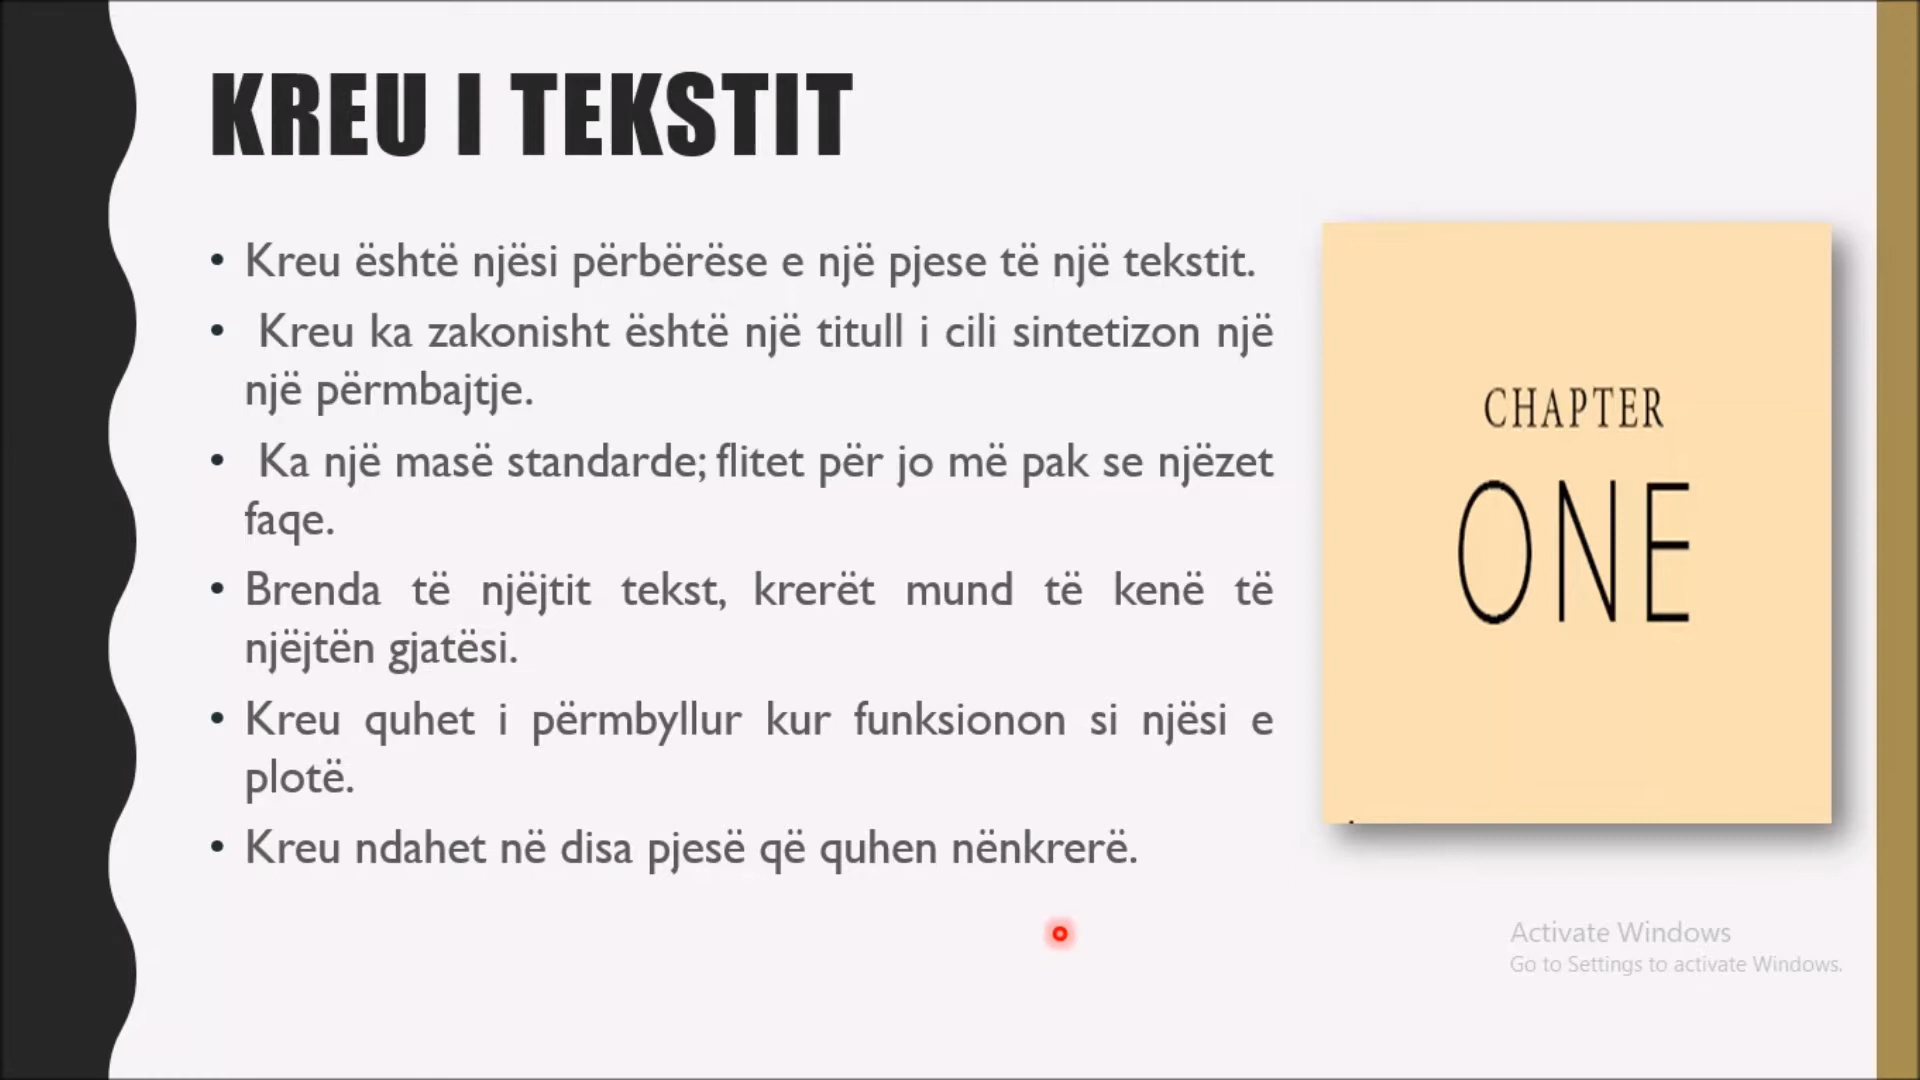 KREU I TEKSTIT
• Kreu është njësi përbërëse e një pjese të një tekstit.
• Kreu ka zakonisht është një titull i cili sintetizon një
një përmbajtje.
• Ka një masë standarde; flitet për jo më pak se njëzet
faqe.
• Brenda të njëjtit tekst, krerët mund të kenë të
njëjtën gjatësi.
• Kreu quhet i përmbyllur kur funksionon si njësi e
plotë.
• Kreu ndahet në disa pjesë që quhen nënkrerë.
CHAPTER
ONE
Activate Windows
Go to Settings to activate Windows.